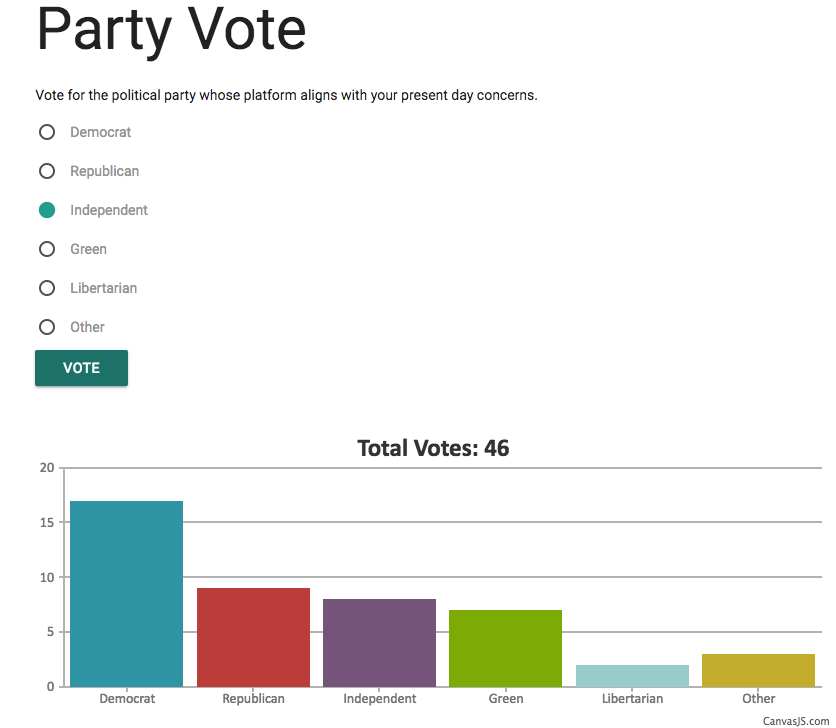 Party Vote
Vote for the political party whose platform aligns with your present day concerns.
Democrat
Republican
Independent
Green
Libertarian
Other
VOTE
Total Votes: 46
20
15
10
5
0
Democrat Republican Independent Green Libertarian Other
CanvasJS.com